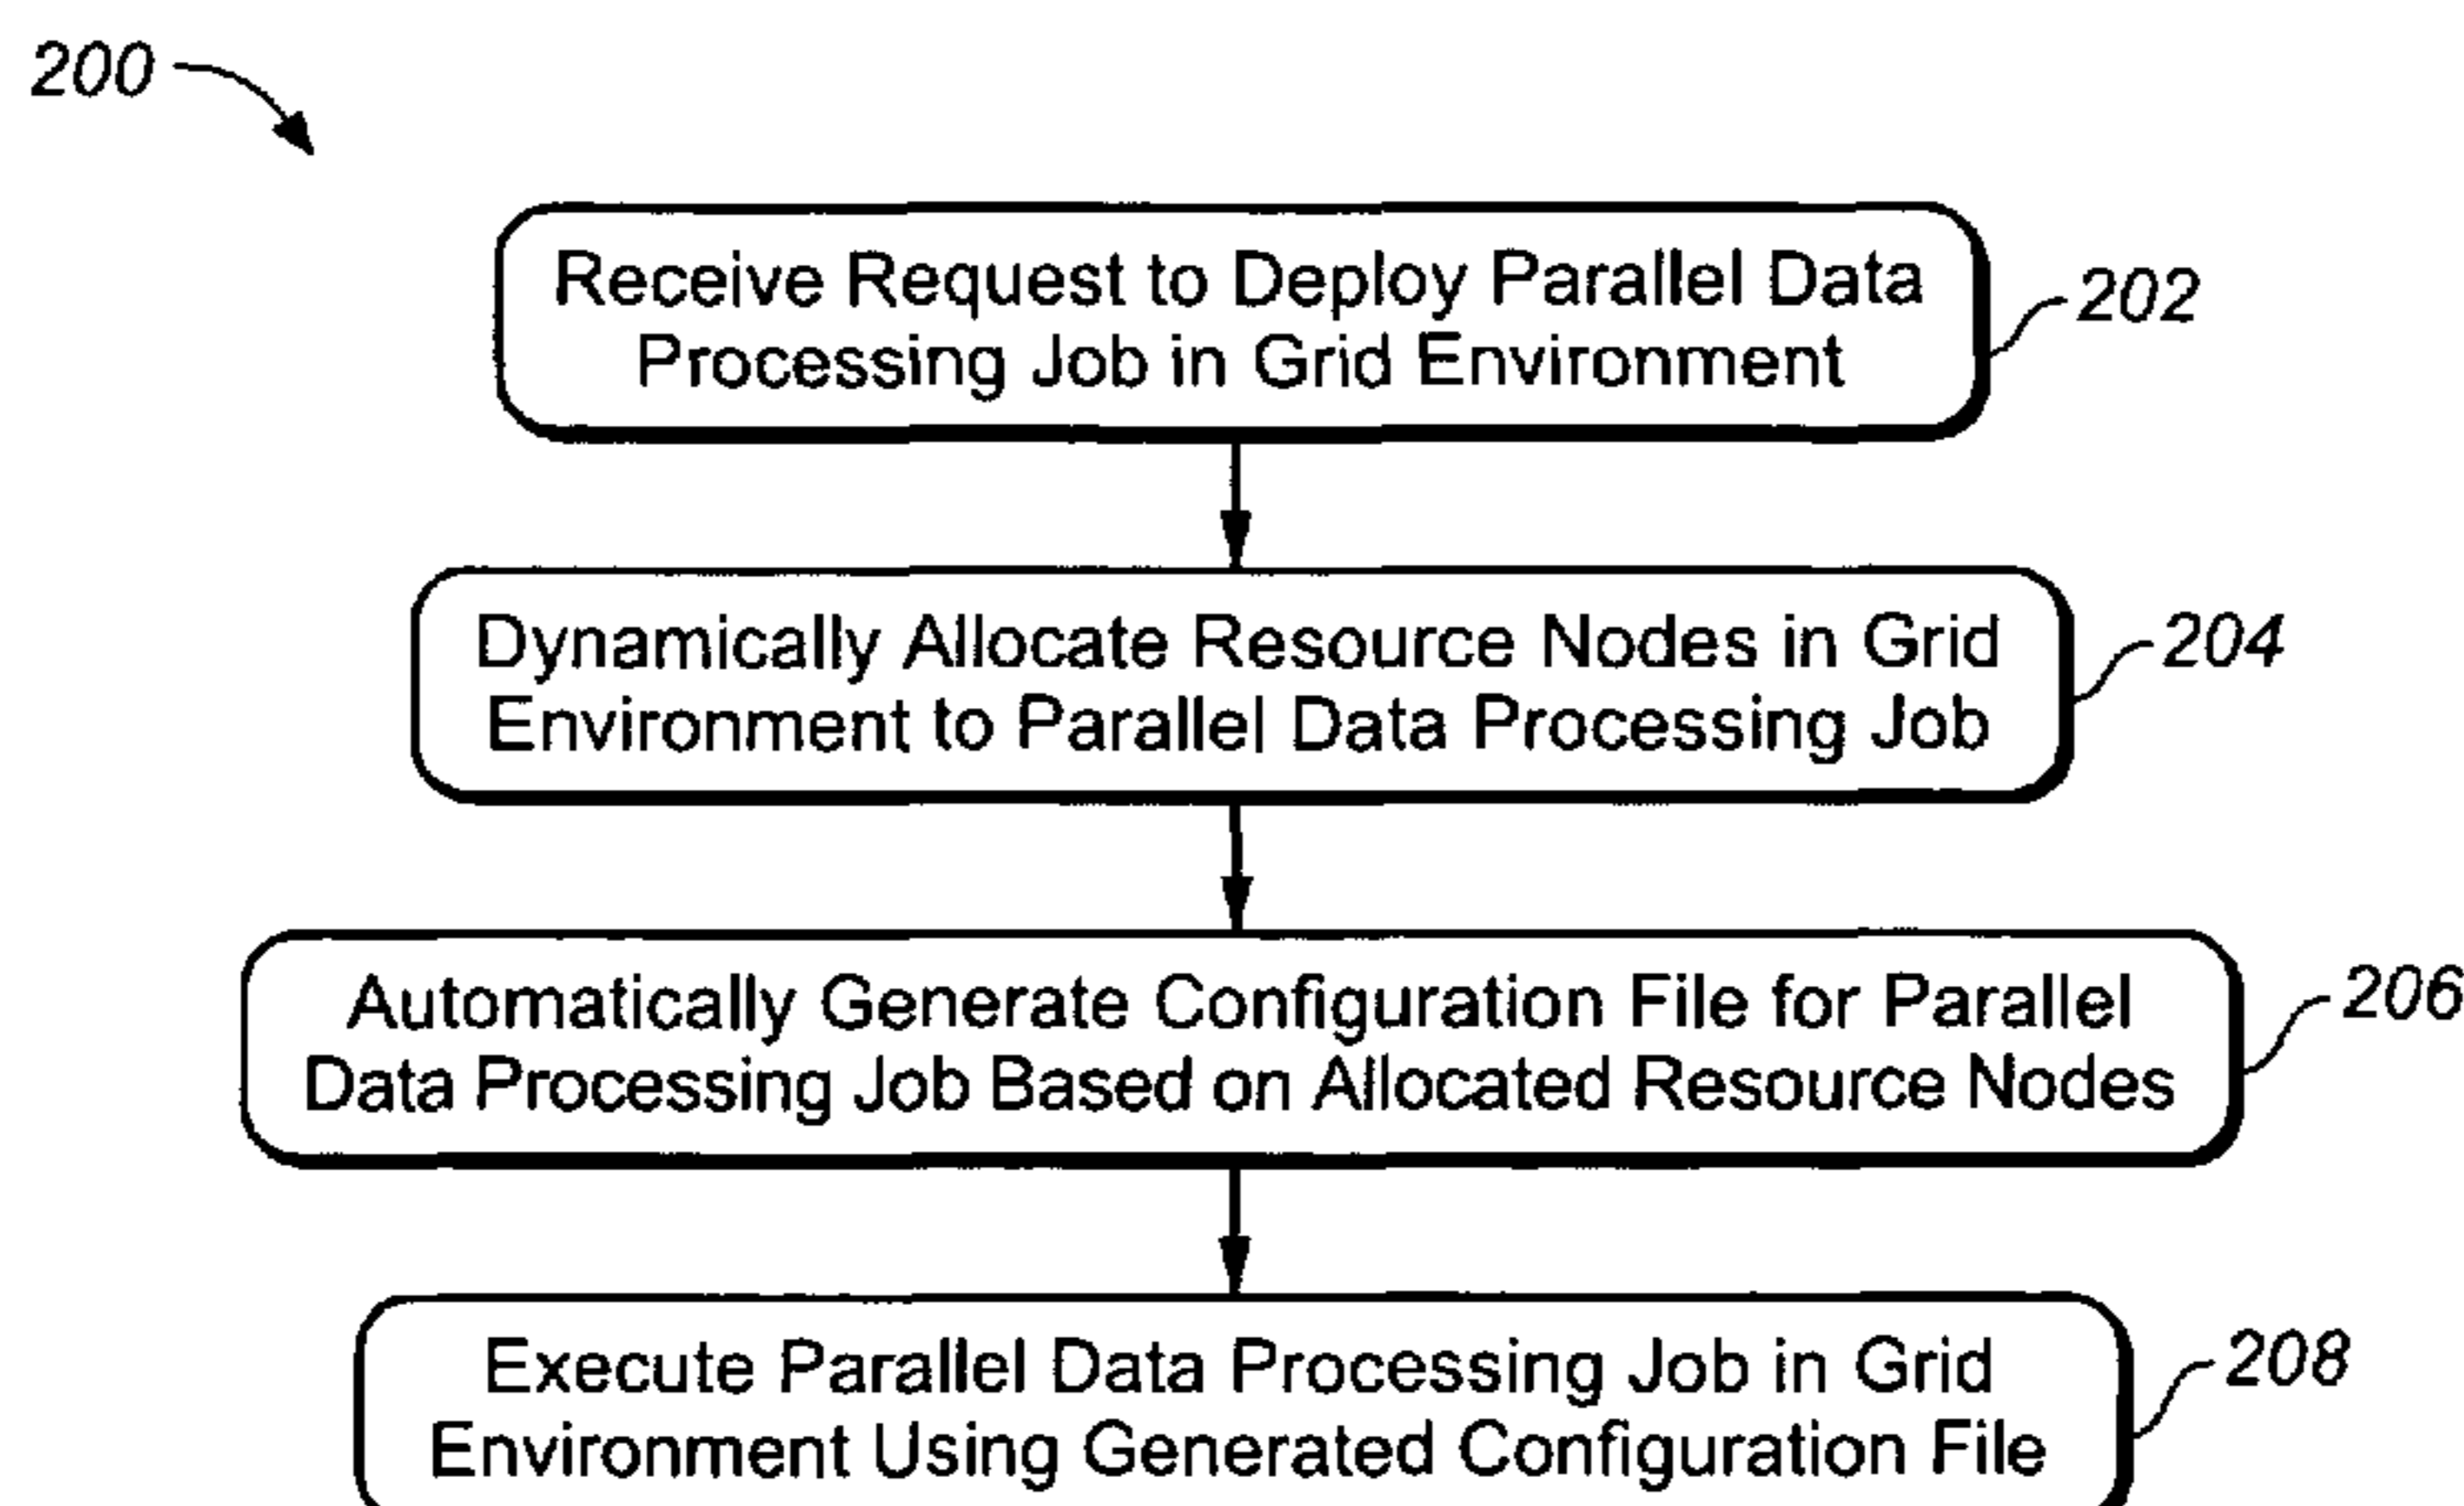 200
Receive Request to Deploy Parallel Data
Processing Job in Grid Environment
202
Dynamically Allocate Resource Nodes in Grid
Environment to Parallel Data Processing Job
204
Automatically Generate Configuration File for Parallel
Data Processing Job Based on Allocated Resource Nodes
206
Execute Parallel Data Processing Job in Grid
Environment Using Generated Configuration File
208